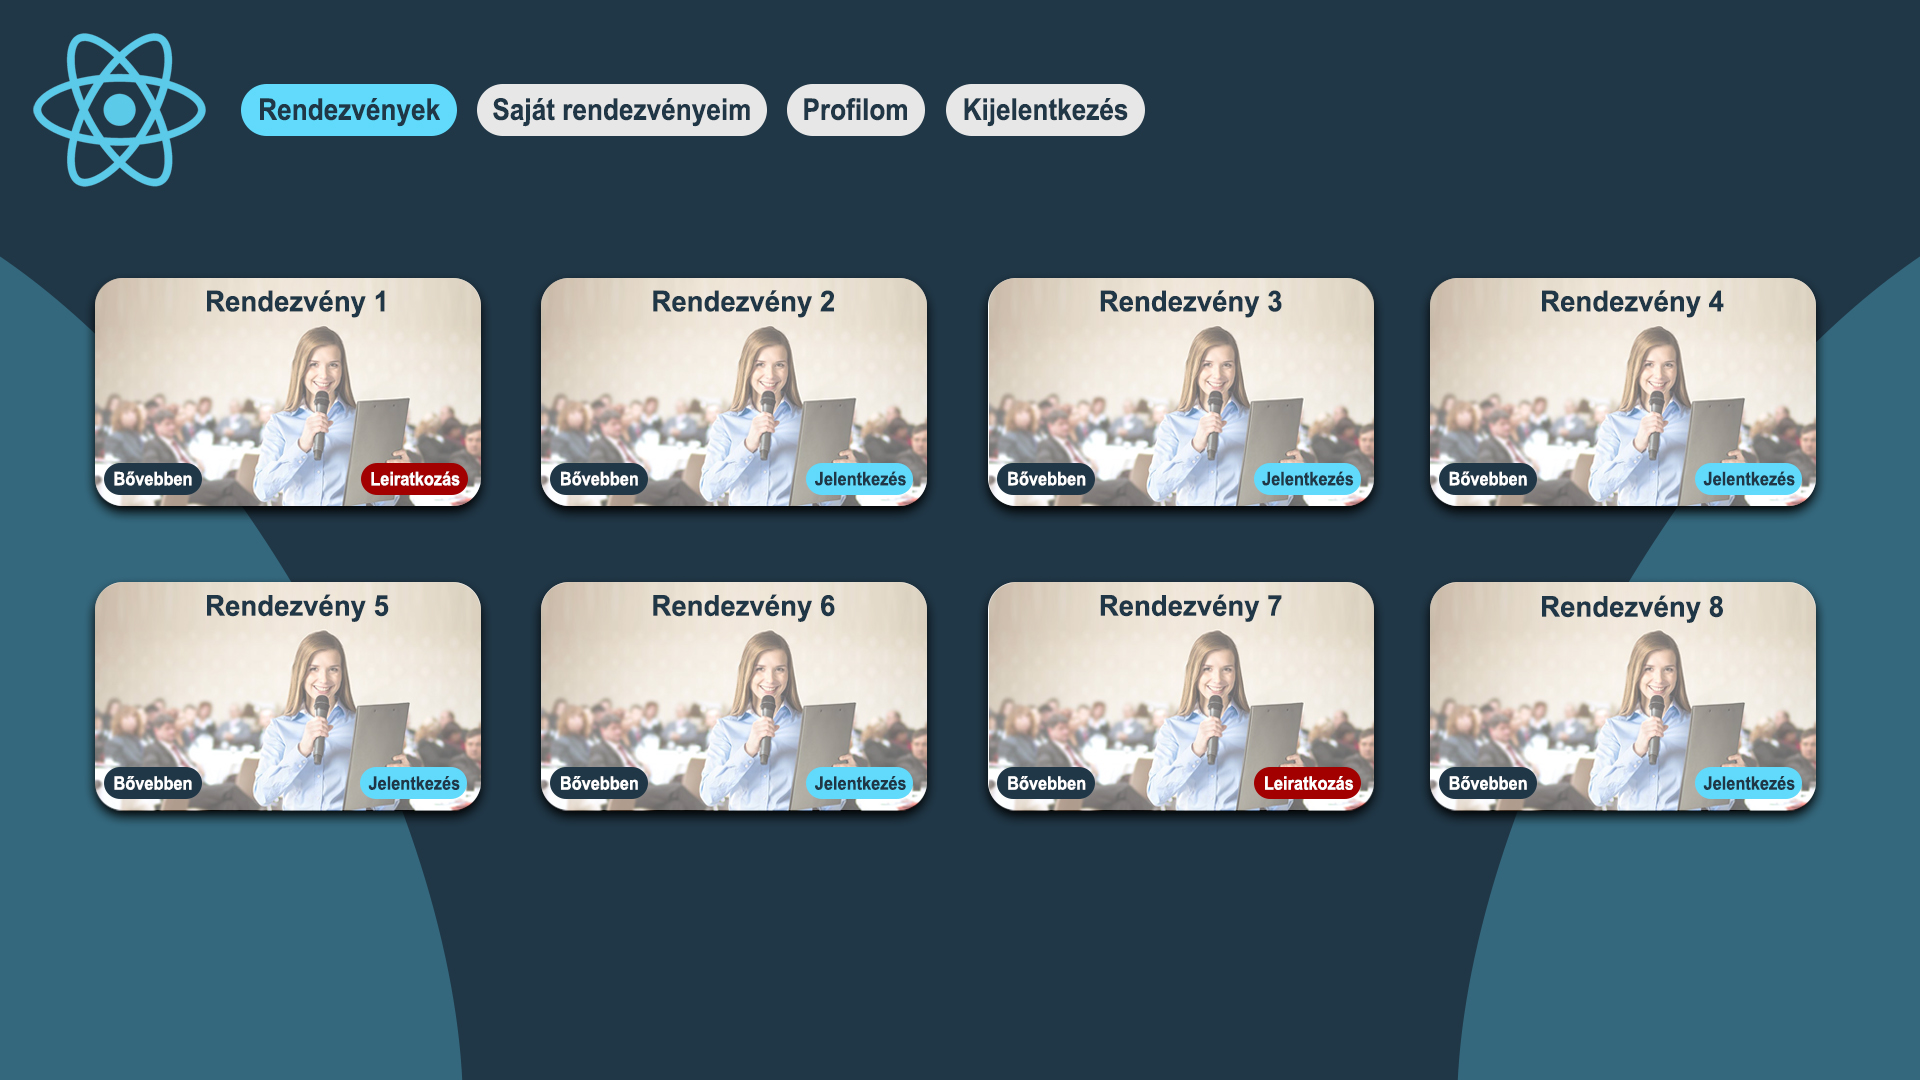 Rendezvények Saját rendezvényeim Profilom Kijelentkezés
Rendezvény 1
Bővebben Leiratkozás
Rendezvény 2
Bővebben Jelentkezés
Rendezvény 3
Bővebben Jelentkezés
Rendezvény 4
Bővebben Jelentkezés
Rendezvény 5
Bővebben Jelentkezés
Rendezvény 6
Bővebben Jelentkezés
Rendezvény 7
Bővebben Leiratkozás
Rendezvény 8
Bővebben Jelentkezés